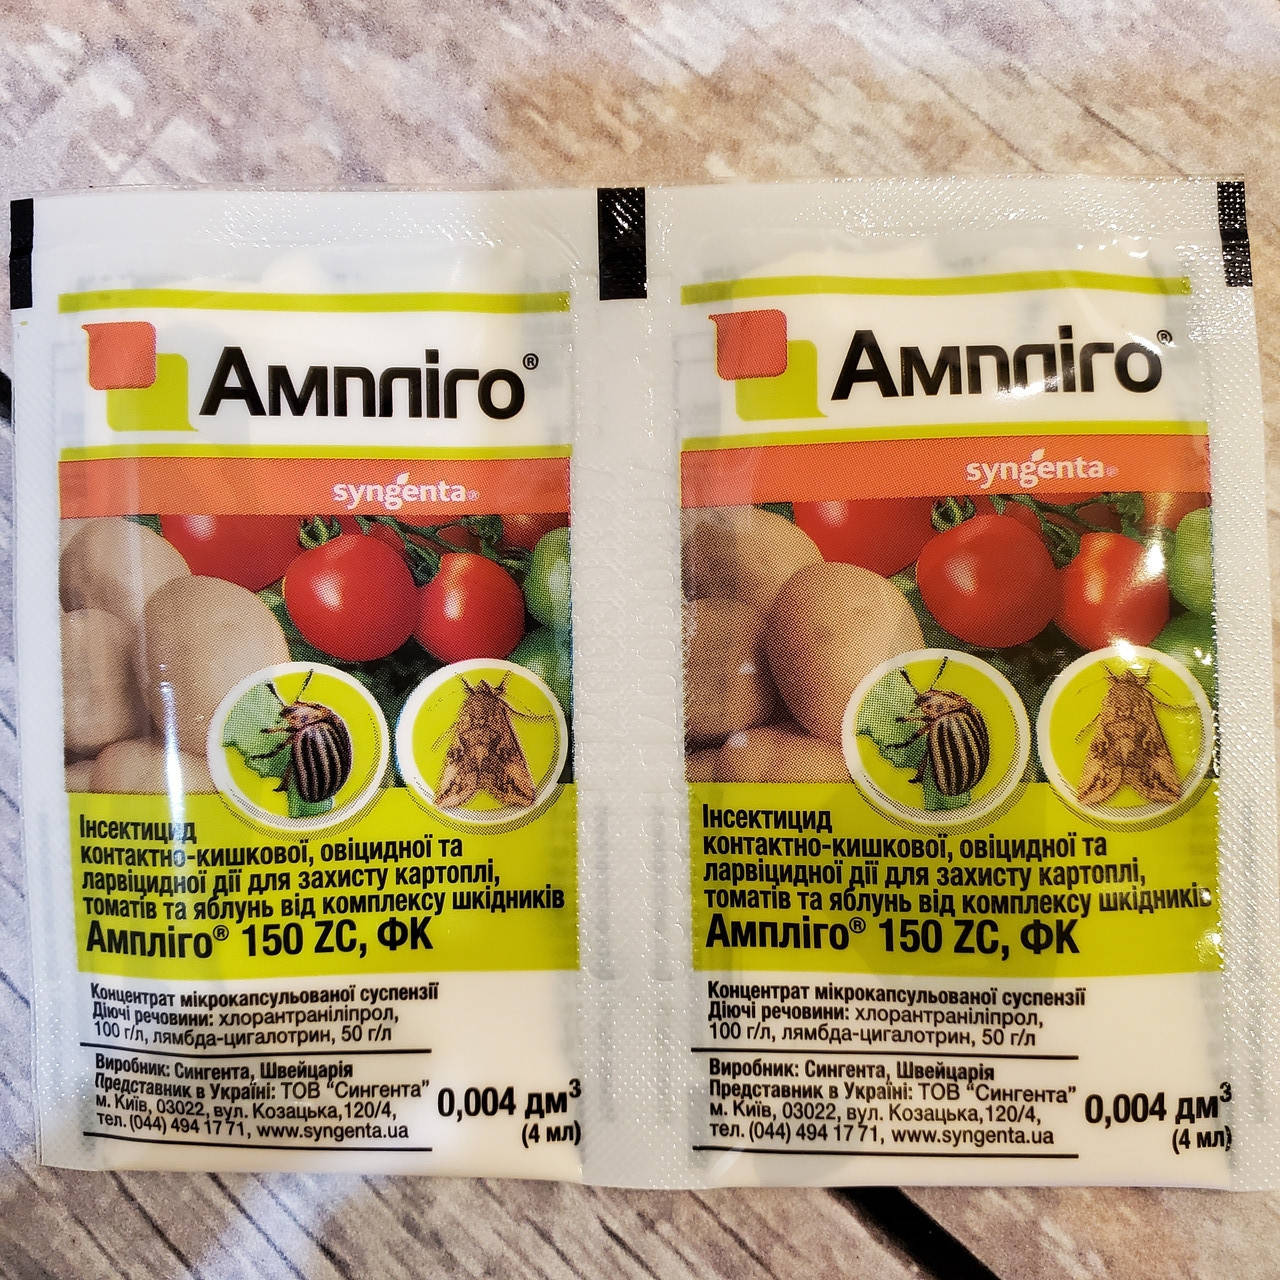 Ампліго®
syngenta®
Інсектицид
контактно-кишкової, овіцидної та
ларвіцидної дії для захисту картоплі,
томатів та яблунь від комплексу шкідників
Ампліго® 150 ZC, ФК
Концентрат мікрокапсульованої суспензії
Діючі речовини: хлорантраніліпрол,
100 г/л, лямбда-цигалотрин, 50 г/л
Виробник: Сингента, Швейцарія
Представник в Україні: ТОВ "Сингента"
м. Київ, 03022, вул. Козацька,120/4,
тел. (044) 494 17 71, www.syngenta.ua
0,004 дм³
(4 мл)
Ампліго®
syngenta®
Інсектицид
контактно-кишкової, овіцидної та
ларвіцидної дії для захисту картоплі,
томатів та яблунь від комплексу шкідників
Ампліго® 150 ZC, ФК
Концентрат мікрокапсульованої суспензії
Діючі речовини: хлорантраніліпрол,
100 г/л, лямбда-цигалотрин, 50 г/л
Виробник: Сингента, Швейцарія
Представник в Україні: ТОВ "Сингента"
м. Київ, 03022, вул. Козацька,120/4,
тел. (044) 494 17 71, www.syngenta.ua
0,004 дм³
(4 мл)